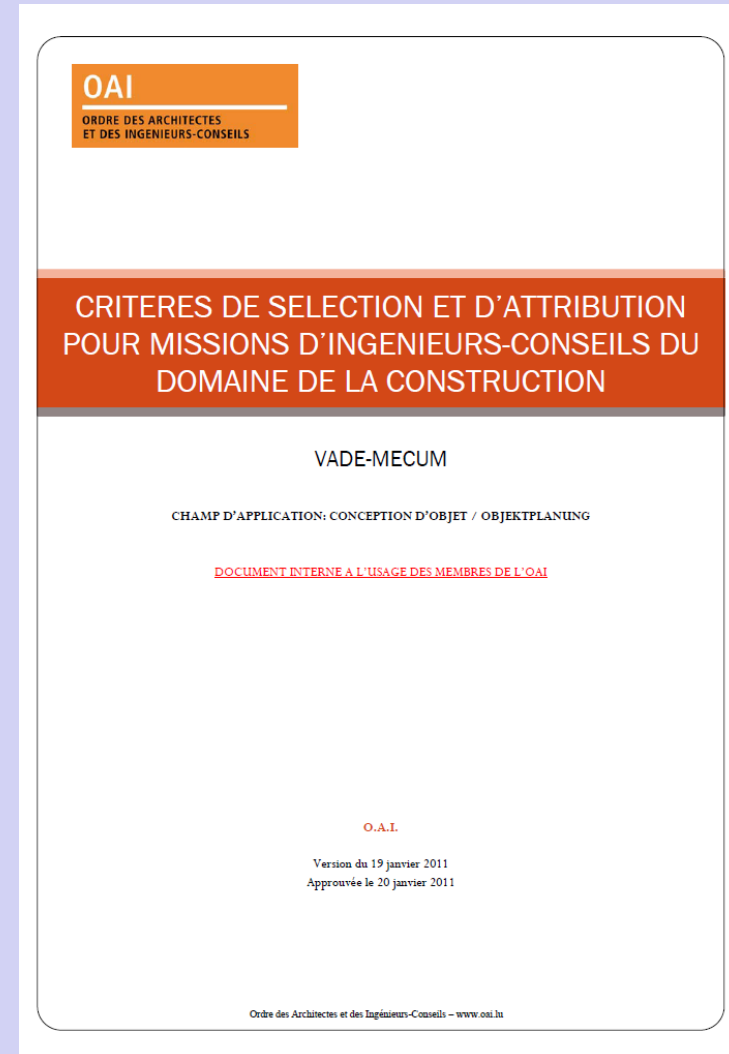 OAI
ORDRE DES ARCHITECTES
ET DES INGENIEURS-CONSEILS
CRITERES DE SELECTION ET D'ATTRIBUTION
POUR MISSIONS D'INGENIEURS-CONSEILS DU
DOMAINE DE LA CONSTRUCTION
VADE-MECUM
CHAMP D'APPLICATION: CONCEPTION D'OBJET / OBJEKTPLANUNG
DOCUMENT INTERNE A L'USAGE DES MEMBRES DE L'OAI
O.A.I.
Version du 19 janvier 2011
Approuvée le 20 janvier 2011
Ordre des Architectes et des Ingénieurs-Conseils – www.oai.lu